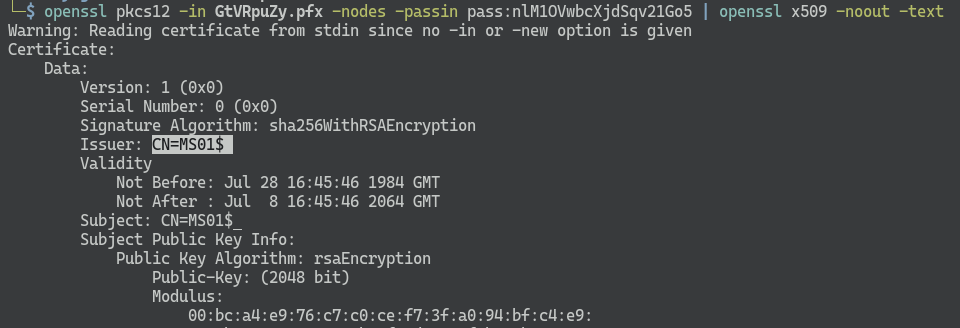 └─$ openssl pkcs12 -in GtVRpuZy.pfx -nodes -passin pass:nlM1OVwbcXjdSqv21Go5 | openssl x509 -noout -text
Warning: Reading certificate from stdin since no -in or -new option is given
Certificate:
Data:
Version: 1 (0x0)
Serial Number: 0 (0x0)
Signature Algorithm: sha256WithRSAEncryption
Issuer: CN=MS01$
Validity
Not Before: Jul 28 16:45:46 1984 GMT
Not After : Jul  8 16:45:46 2064 GMT
Subject: CN=MS01$_
Subject Public Key Info:
Public Key Algorithm: rsaEncryption
Public-Key: (2048 bit)
Modulus:
00:bc:a4:e9:76:c7:c0:ce:f7:3f:a0:94:bf:c4:e9: